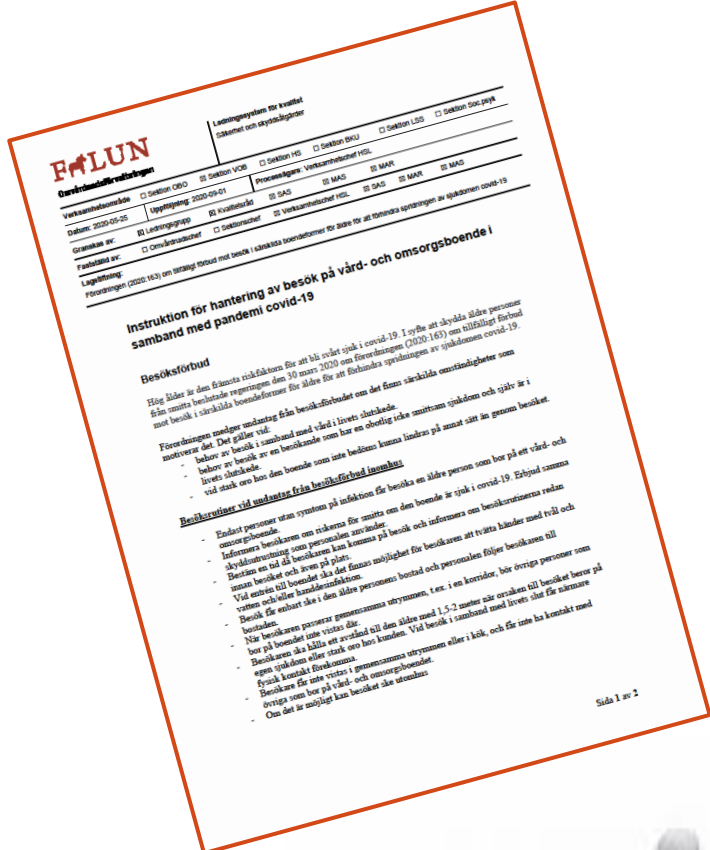 Ledningssystem för kvalitet
Säkerhet och skyddsåtgärder
FALUN
Omvårdnadsförvaltningen
Verksamhetsområde ☐ Sektion OBO ☒ Sektion VOB ☐ Sektion HS ☐ Sektion BKU ☐ Sektion LSS ☐ Sektion Soc.psyk
Datum: 2020-05-25 Uppföljning: 2020-09-01 Processägare: Verksamhetschef HSL
Granskas av: ☒ Ledningsgrupp ☒ Kvalitetsråd ☒ SAS ☒ MAS ☒ MAR
Fastställd av: ☐ Omvårdnadschef ☐ Sektionschef ☒ Verksamhetschef HSL ☒ SAS ☒ MAR ☒ MAS
Lagstiftning:
Förordningen (2020:163) om tillfälligt förbud mot besök i särskilda boendeformer för äldre för att förhindra spridningen av sjukdomen covid-19
Instruktion för hantering av besök på vård- och omsorgsboende i
samband med pandemi covid-19
Besöksförbud
Hög ålder är den främsta riskfaktorn för att bli svårt sjuk i covid-19. I syfte att skydda äldre personer
från smitta beslutade regeringen den 30 mars 2020 om förordningen (2020:163) om tillfälligt förbud
mot besök i särskilda boendeformer för äldre för att förhindra spridningen av sjukdomen covid-19.
Förordningen medger undantag från besöksförbudet om det finns särskilda omständigheter som
motiverar det. Det gäller vid:
- behov av besök i samband med vård i livets slutskede.
- behov av besök av en besökande som har en obotlig icke smittsam sjukdom och själv är i
livets slutskede.
- vid stark oro hos den boende som inte bedöms kunna lindras på annat sätt än genom besöket.
Besöksrutiner vid undantag från besöksförbud inomhus
- Endast personer utan symtom på infektion får besöka en äldre person som bor på ett vård- och
omsorgsboende.
- Informera besökaren om riskerna för smitta om den boende är sjuk i covid-19. Erbjud samma
skyddsutrustning som personalen använder.
- Bestäm en tid då besökaren kan komma på besök och informera om besöksrutinerna redan
innan besöket och även på plats.
- Vid entrén till boendet ska det finnas möjlighet för besökaren att tvätta händer med tvål och
vatten och/eller handdesinfektion.
- Besök får enbart ske i den äldre personens bostad och personalen följer besökaren till
bostaden.
- När besökaren passerar gemensamma utrymmen, t.ex. i en korridor, bör övriga personer som
bor på boendet inte vistas där.
- Besökaren ska hålla ett avstånd till den äldre med 1,5-2 meter när orsaken till besöket beror på
egen sjukdom eller stark oro hos kunden. Vid besök i samband med livets slut får närmare
fysisk kontakt förekomma.
- Besökare får inte vistas i gemensamma utrymmen eller i kök, och får inte ha kontakt med
övriga som bor på vård- och omsorgsboendet.
- Om det är möjligt kan besöket ske utomhus
Sida 1 av 2